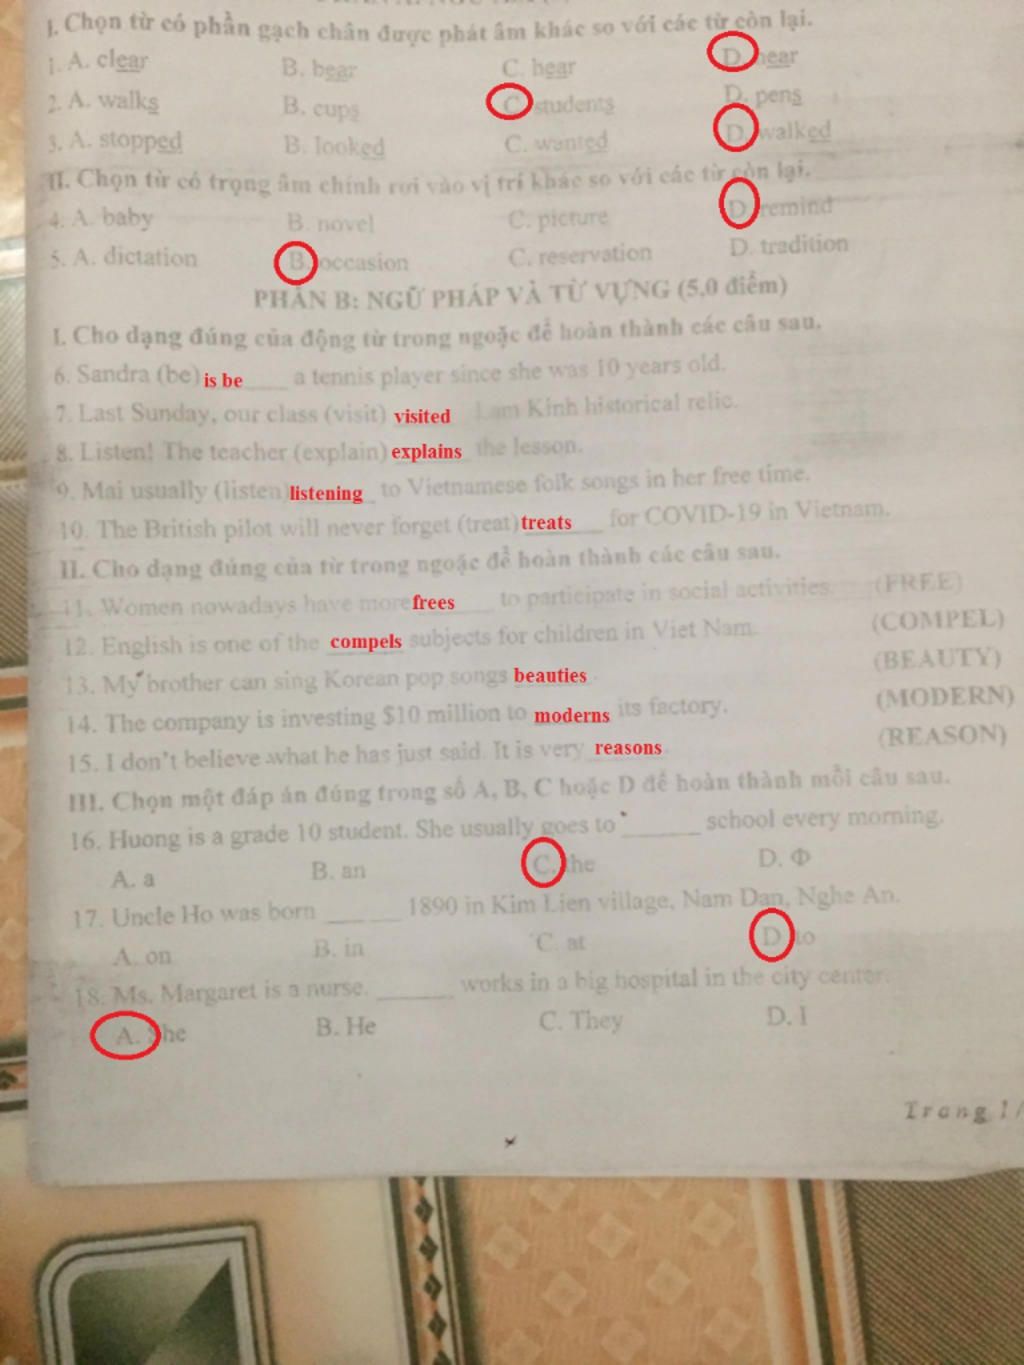 I. Chọn từ có phần gạch chân được phát âm khác so với các từ còn lại.
1. A. clear B. bear C. hear D. near
2. A. walks B. cups C. students D. pens
3. A. stopped B. looked C. wanted D. walked
II. Chọn từ có trọng âm chính rơi vào vị trí khác so với các từ còn lại.
4. A. baby B. novel C. picture D. remind
5. A. dictation B. occasion C. reservation D. tradition
PHẦN B: NGỮ PHÁP VÀ TỪ VỰNG (5,0 điểm)
I. Cho dạng đúng của động từ trong ngoặc để hoàn thành các câu sau.
6. Sandra (be) is be ____ a tennis player since she was 10 years old.
7. Last Sunday, our class (visit) visited Lam Kinh historical relic.
8. Listen! The teacher (explain) explains the lesson.
9. Mai usually (listen) listening _ to Vietnamese folk songs in her free time.
10. The British pilot will never forget (treat) treats ___ for COVID-19 in Vietnam.
II. Cho dạng đúng của từ trong ngoặc để hoàn thành các câu sau.
11. Women nowadays have more frees ____ to participate in social activities. (FREE)
12. English is one of the compels subjects for children in Viet Nam. (COMPEL)
13. My brother can sing Korean pop songs beauties. (BEAUTY)
14. The company is investing $10 million to moderns its factory. (MODERN)
15. I don't believe what he has just said. It is very reasons. (REASON)
III. Chọn một đáp án đúng trong số A, B, C hoặc D để hoàn thành mỗi câu sau.
16. Huong is a grade 10 student. She usually goes to ______ school every morning.
A. a B. an C. the D. Φ
17. Uncle Ho was born ______ 1890 in Kim Lien village, Nam Dan, Nghe An.
A. on B. in C. at D. to
18. Ms. Margaret is a nurse. ______ works in a big hospital in the city center.
A. She B. He C. They D. I
Trang 1/